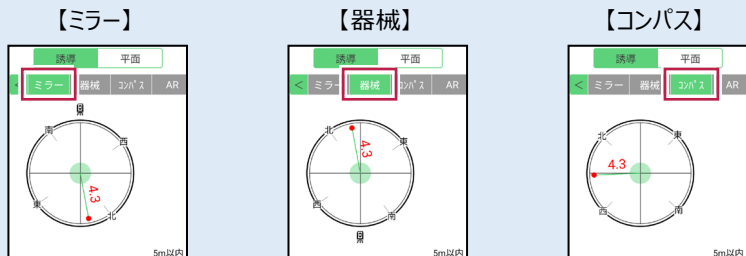 【ミラー】
誘導 平面
< ミラー 器械 コンパス AR
南 西
東 北
4.3
5m以内
【器械】
誘導 平面
< ミラー 器械 コンパス AR
北 東
西 南
4.3
5m以内
【コンパス】
誘導 平面
< ミラー 器械 コンパス AR
北 東
4.3
西 南
5m以内